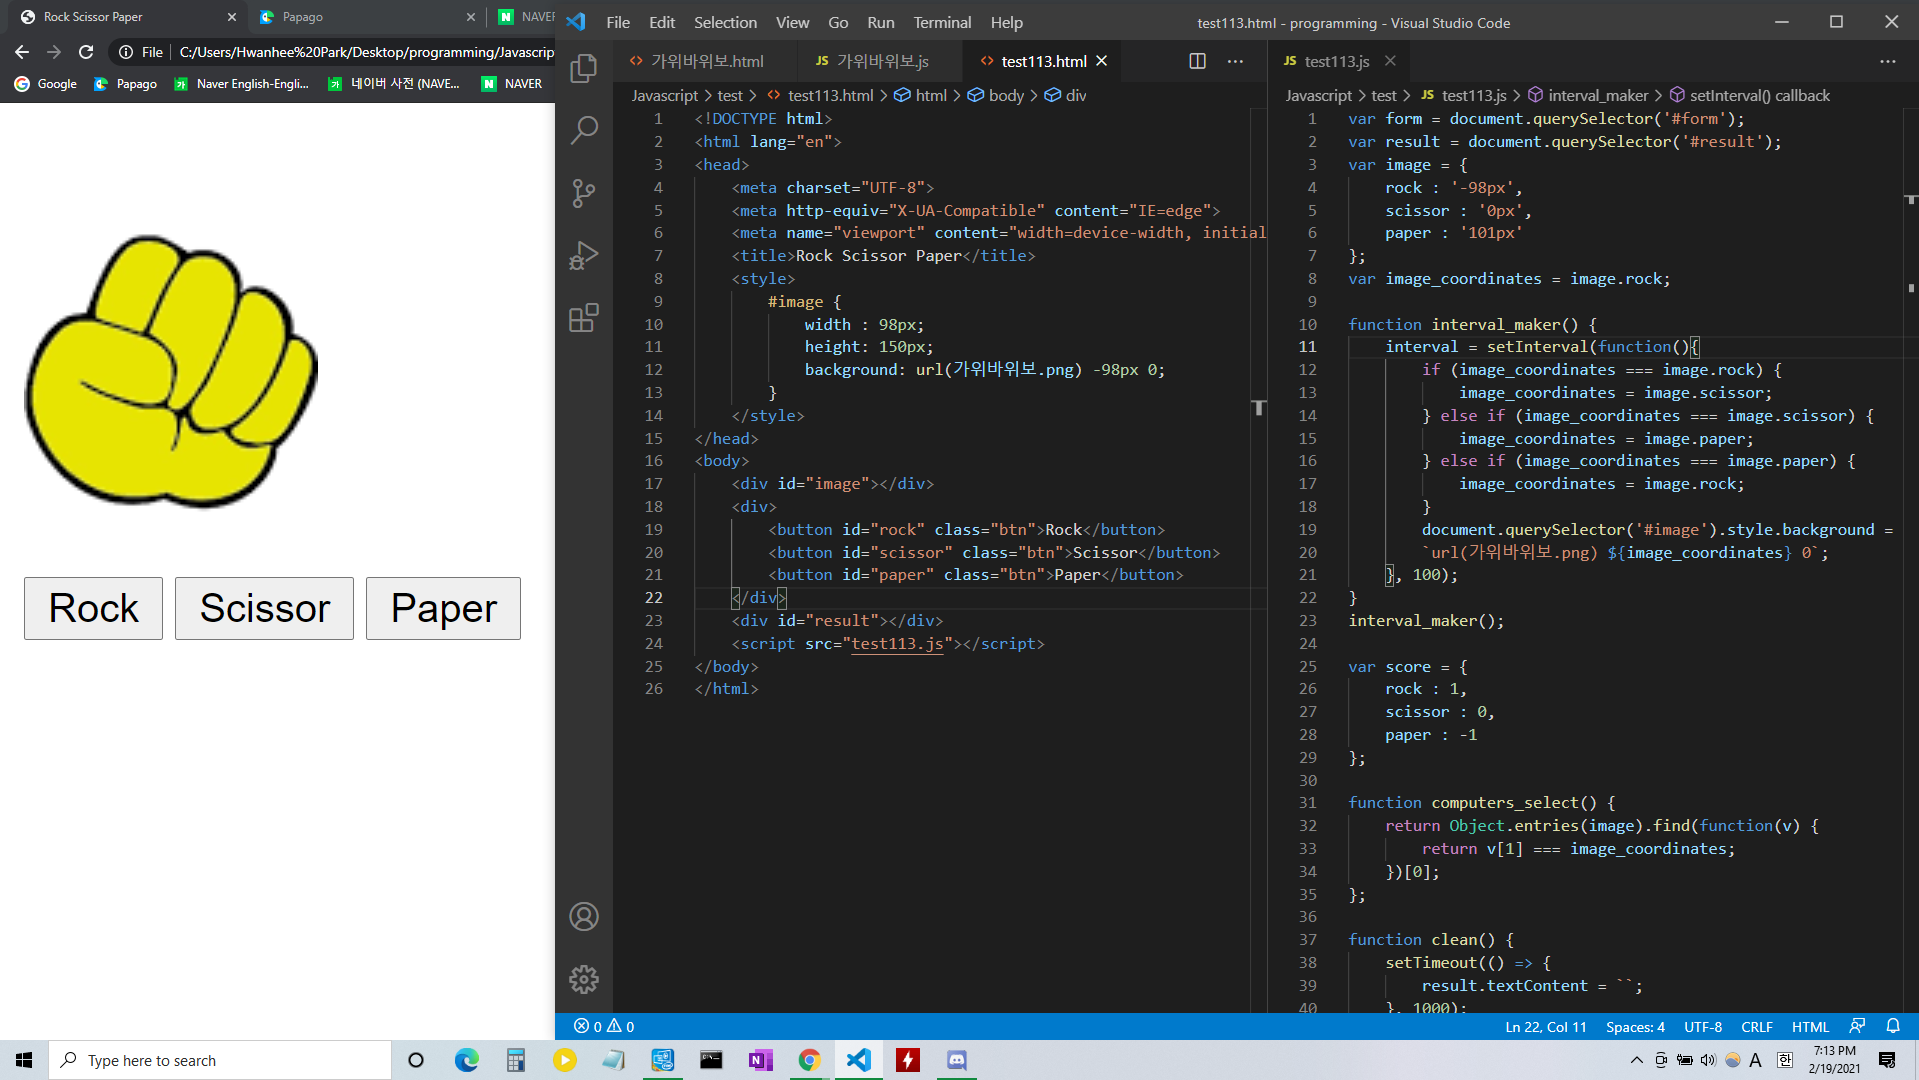 Rock Scissor Paper
Papago
NAVER
File Edit Selection View Go Run Terminal Help
test113.html - programming - Visual Studio Code
File
C:/Users/Hwanhee%20Park/Desktop/programming/Javascrip
Google
Papago
Naver English-Engli...
네이버 사전 (NAVE...
NAVER
가위바위보.html
JS 가위바위보.js
test113.html
Javascript > test > test113.html > html > body > div
1 <!DOCTYPE html>
2 <html lang="en">
3 <head>
4 <meta charset="UTF-8">
5 <meta http-equiv="X-UA-Compatible" content="IE=edge">
6 <meta name="viewport" content="width=device-width, initial
7 <title>Rock Scissor Paper</title>
8 <style>
9 #image {
10 width : 98px;
11 height: 150px;
12 background: url(가위바위보.png) -98px 0;
13 }
14 </style>
15 </head>
16 <body>
17 <div id="image"></div>
18 <div>
19 <button id="rock" class="btn">Rock</button>
20 <button id="scissor" class="btn">Scissor</button>
21 <button id="paper" class="btn">Paper</button>
22 </div>
23 <div id="result"></div>
24 <script src="test113.js"></script>
25 </body>
26 </html>
JS test113.js
Javascript > test > JS test113.js > interval_maker > setInterval() callback
1 var form = document.querySelector('#form');
2 var result = document.querySelector('#result');
3 var image = {
4 rock : '-98px',
5 scissor : '0px',
6 paper : '101px'
7 };
8 var image_coordinates = image.rock;
9
10 function interval_maker() {
11 interval = setInterval(function(){
12 if (image_coordinates === image.rock) {
13 image_coordinates = image.scissor;
14 } else if (image_coordinates === image.scissor) {
15 image_coordinates = image.paper;
16 } else if (image_coordinates === image.paper) {
17 image_coordinates = image.rock;
18 }
19 document.querySelector('#image').style.background =
20 `url(가위바위보.png) ${image_coordinates} 0`;
21 }, 100);
22 }
23 interval_maker();
24
25 var score = {
26 rock : 1,
27 scissor : 0,
28 paper : -1
29 };
30
31 function computers_select() {
32 return Object.entries(image).find(function(v) {
33 return v[1] === image_coordinates;
34 })[0];
35 };
36
37 function clean() {
38 setTimeout(() => {
39 result.textContent = ``;
40 }, 1000);
Rock
Scissor
Paper
0 0
Ln 22, Col 11
Spaces: 4
UTF-8
CRLF
HTML
Type here to search
A
한
7:13 PM
2/19/2021